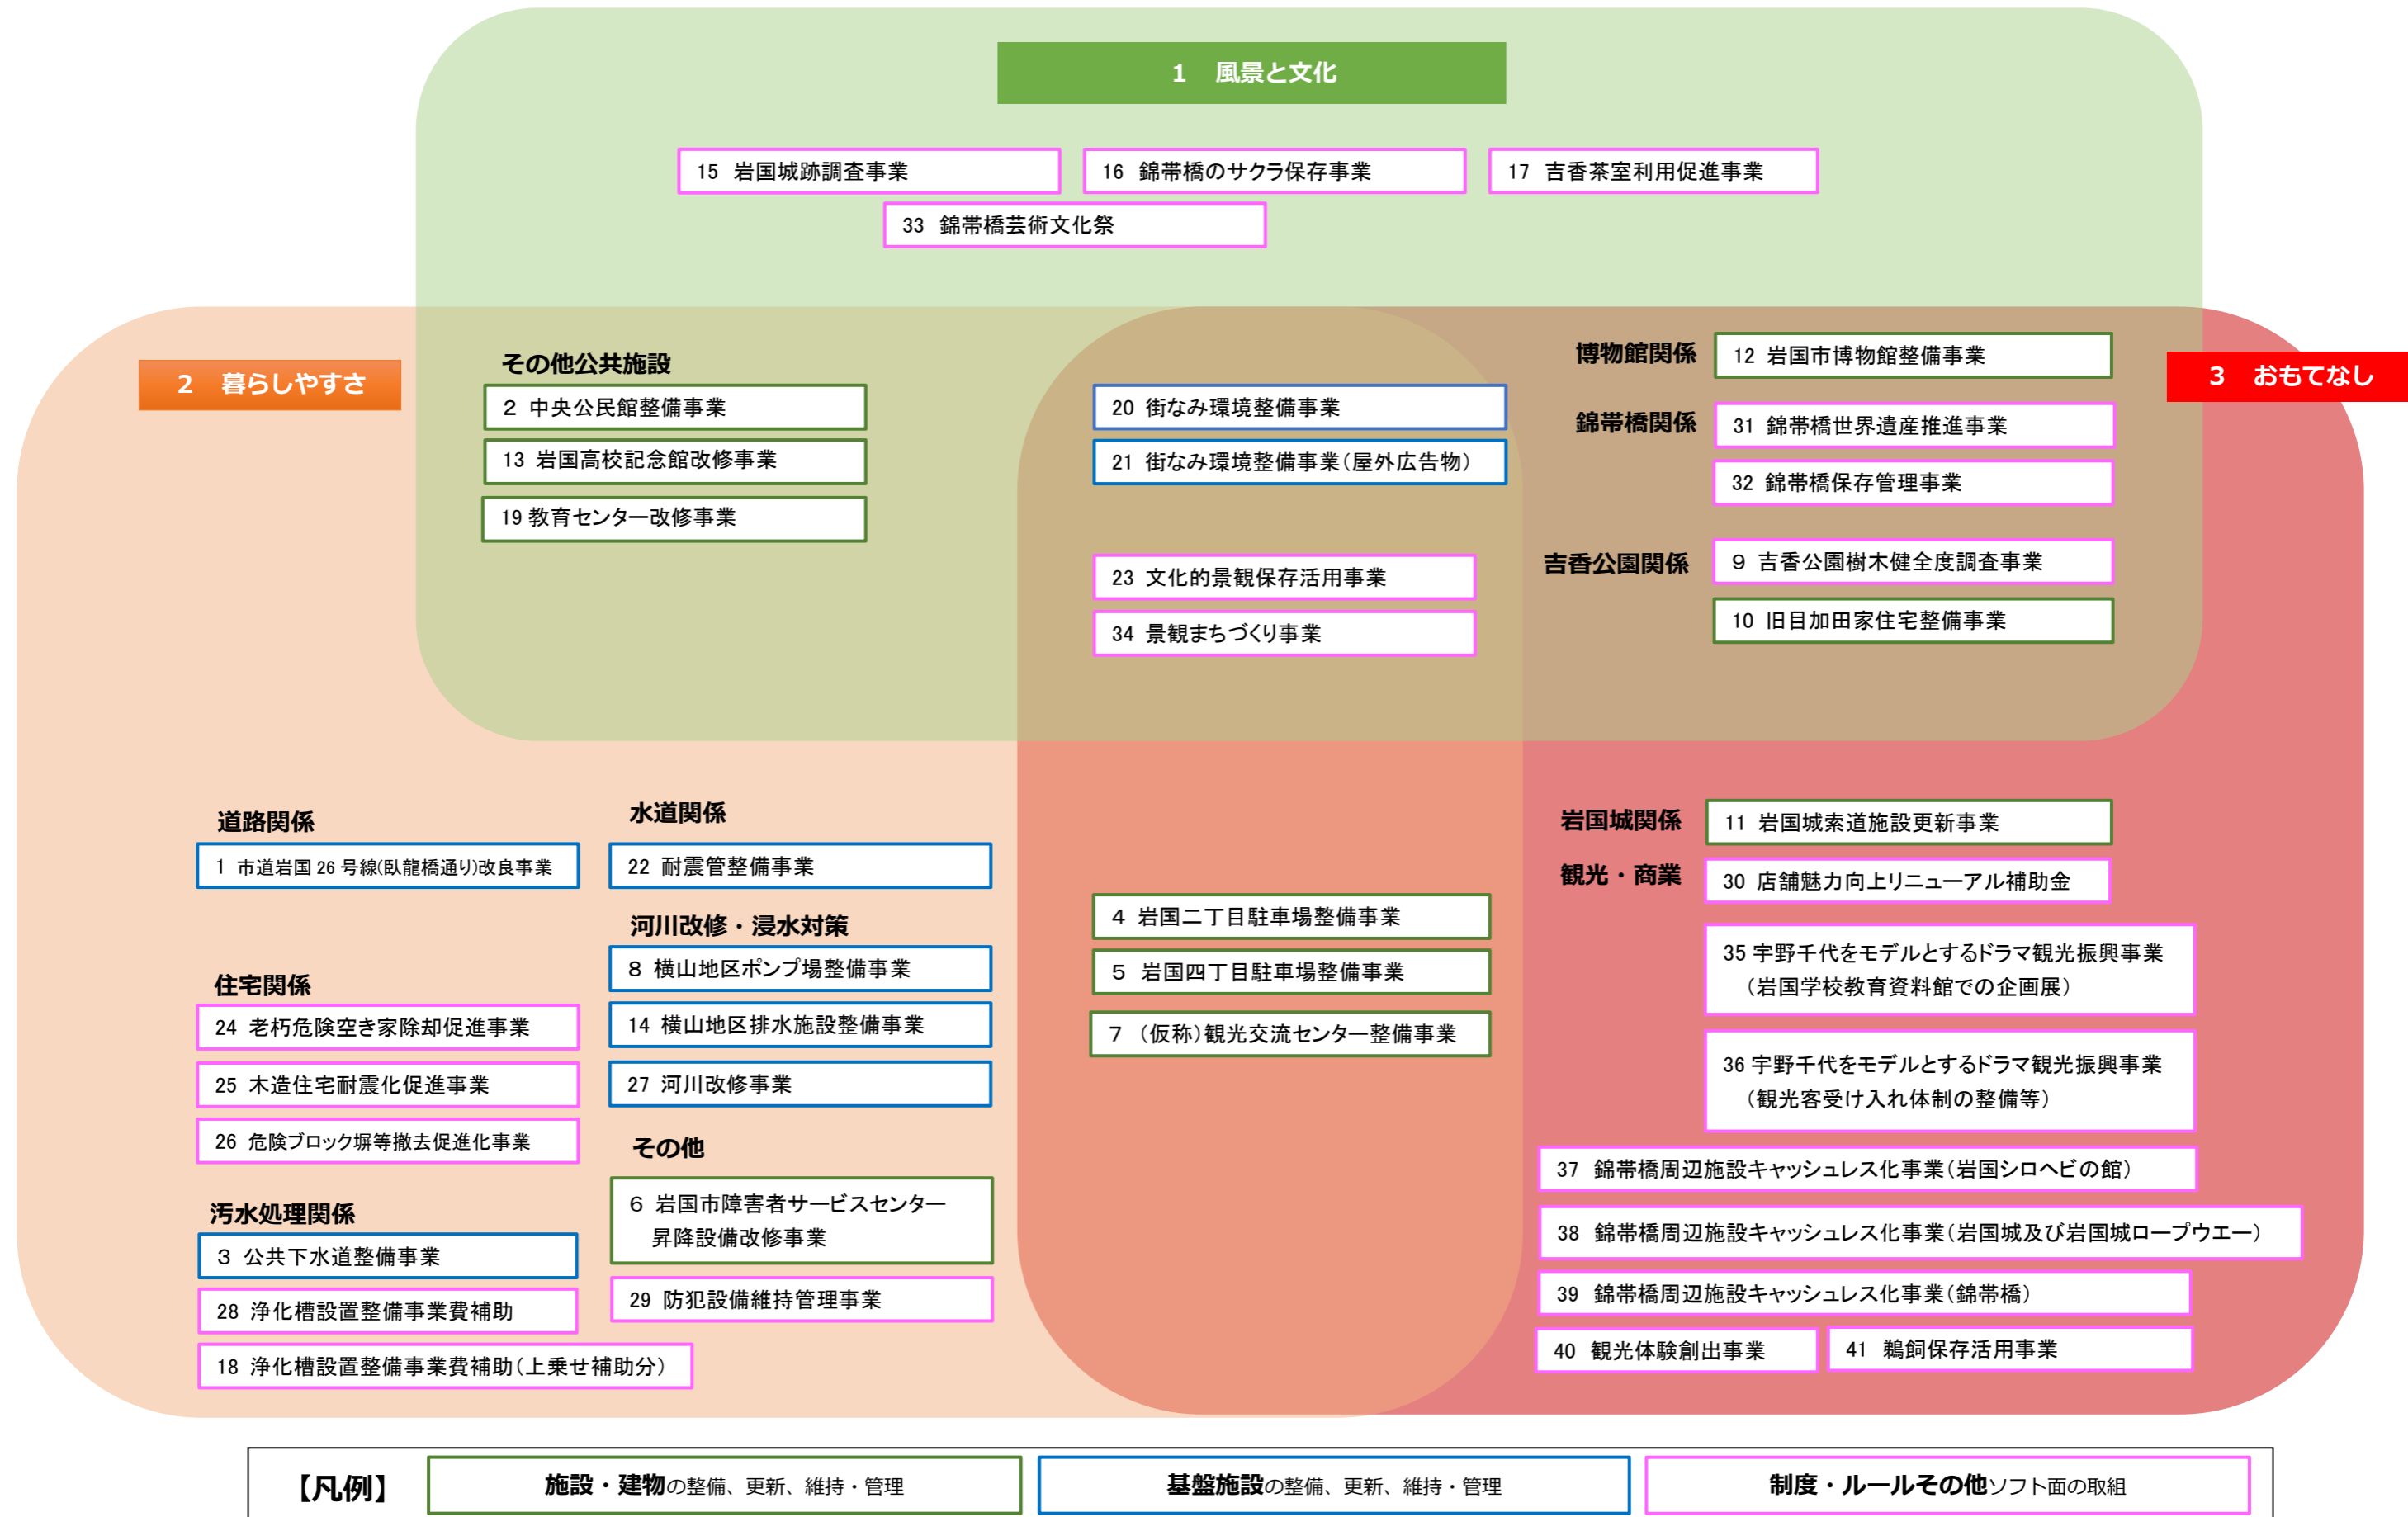 1 風景と文化
15 岩国城跡調査事業
16 錦帯橋のサクラ保存事業
17 吉香茶室利用促進事業
33 錦帯橋芸術文化祭
2 暮らしやすさ
その他公共施設
2 中央公民館整備事業
13 岩国高校記念館改修事業
19 教育センター改修事業
20 街なみ環境整備事業
21 街なみ環境整備事業(屋外広告物)
23 文化的景観保存活用事業
34 景観まちづくり事業
博物館関係
12 岩国市博物館整備事業
3 おもてなし
錦帯橋関係
31 錦帯橋世界遺産推進事業
32 錦帯橋保存管理事業
吉香公園関係
9 吉香公園樹木健全度調査事業
10 旧目加田家住宅整備事業
道路関係
1 市道岩国26号線(臥龍橋通り)改良事業
住宅関係
24 老朽危険空き家除却促進事業
25 木造住宅耐震化促進事業
26 危険ブロック塀等撤去促進化事業
汚水処理関係
3 公共下水道整備事業
28 浄化槽設置整備事業費補助
18 浄化槽設置整備事業費補助(上乗せ補助分)
水道関係
22 耐震管整備事業
河川改修・浸水対策
8 横山地区ポンプ場整備事業
14 横山地区排水施設整備事業
27 河川改修事業
その他
6 岩国市障害者サービスセンター
昇降設備改修事業
29 防犯設備維持管理事業
4 岩国二丁目駐車場整備事業
5 岩国四丁目駐車場整備事業
7 (仮称)観光交流センター整備事業
岩国城関係
11 岩国城索道施設更新事業
観光・商業
30 店舗魅力向上リニューアル補助金
35 宇野千代をモデルとするドラマ観光振興事業
(岩国学校教育資料館での企画展)
36 宇野千代をモデルとするドラマ観光振興事業
(観光客受け入れ体制の整備等)
37 錦帯橋周辺施設キャッシュレス化事業(岩国シロヘビの館)
38 錦帯橋周辺施設キャッシュレス化事業(岩国城及び岩国城ロープウエー)
39 錦帯橋周辺施設キャッシュレス化事業(錦帯橋)
40 観光体験創出事業
41 鵜飼保存活用事業
【凡例】
施設・建物の整備、更新、維持・管理
基盤施設の整備、更新、維持・管理
制度・ルールその他ソフト面の取組